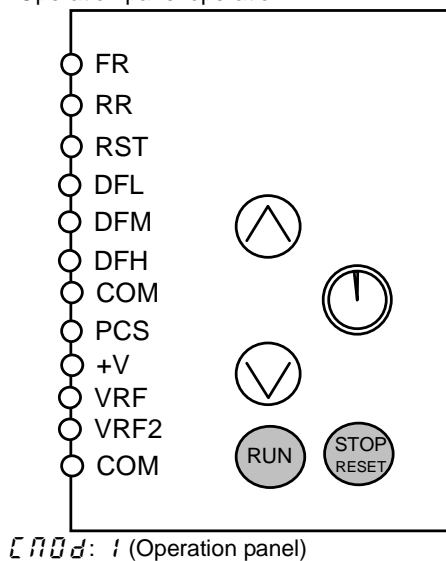 FR
RR
RST
DFL
DFM
DFH
COM
PCS
+V
VRF
VRF2
COM
RUN
STOP
RESET
CMOd: 1 (Operation panel)